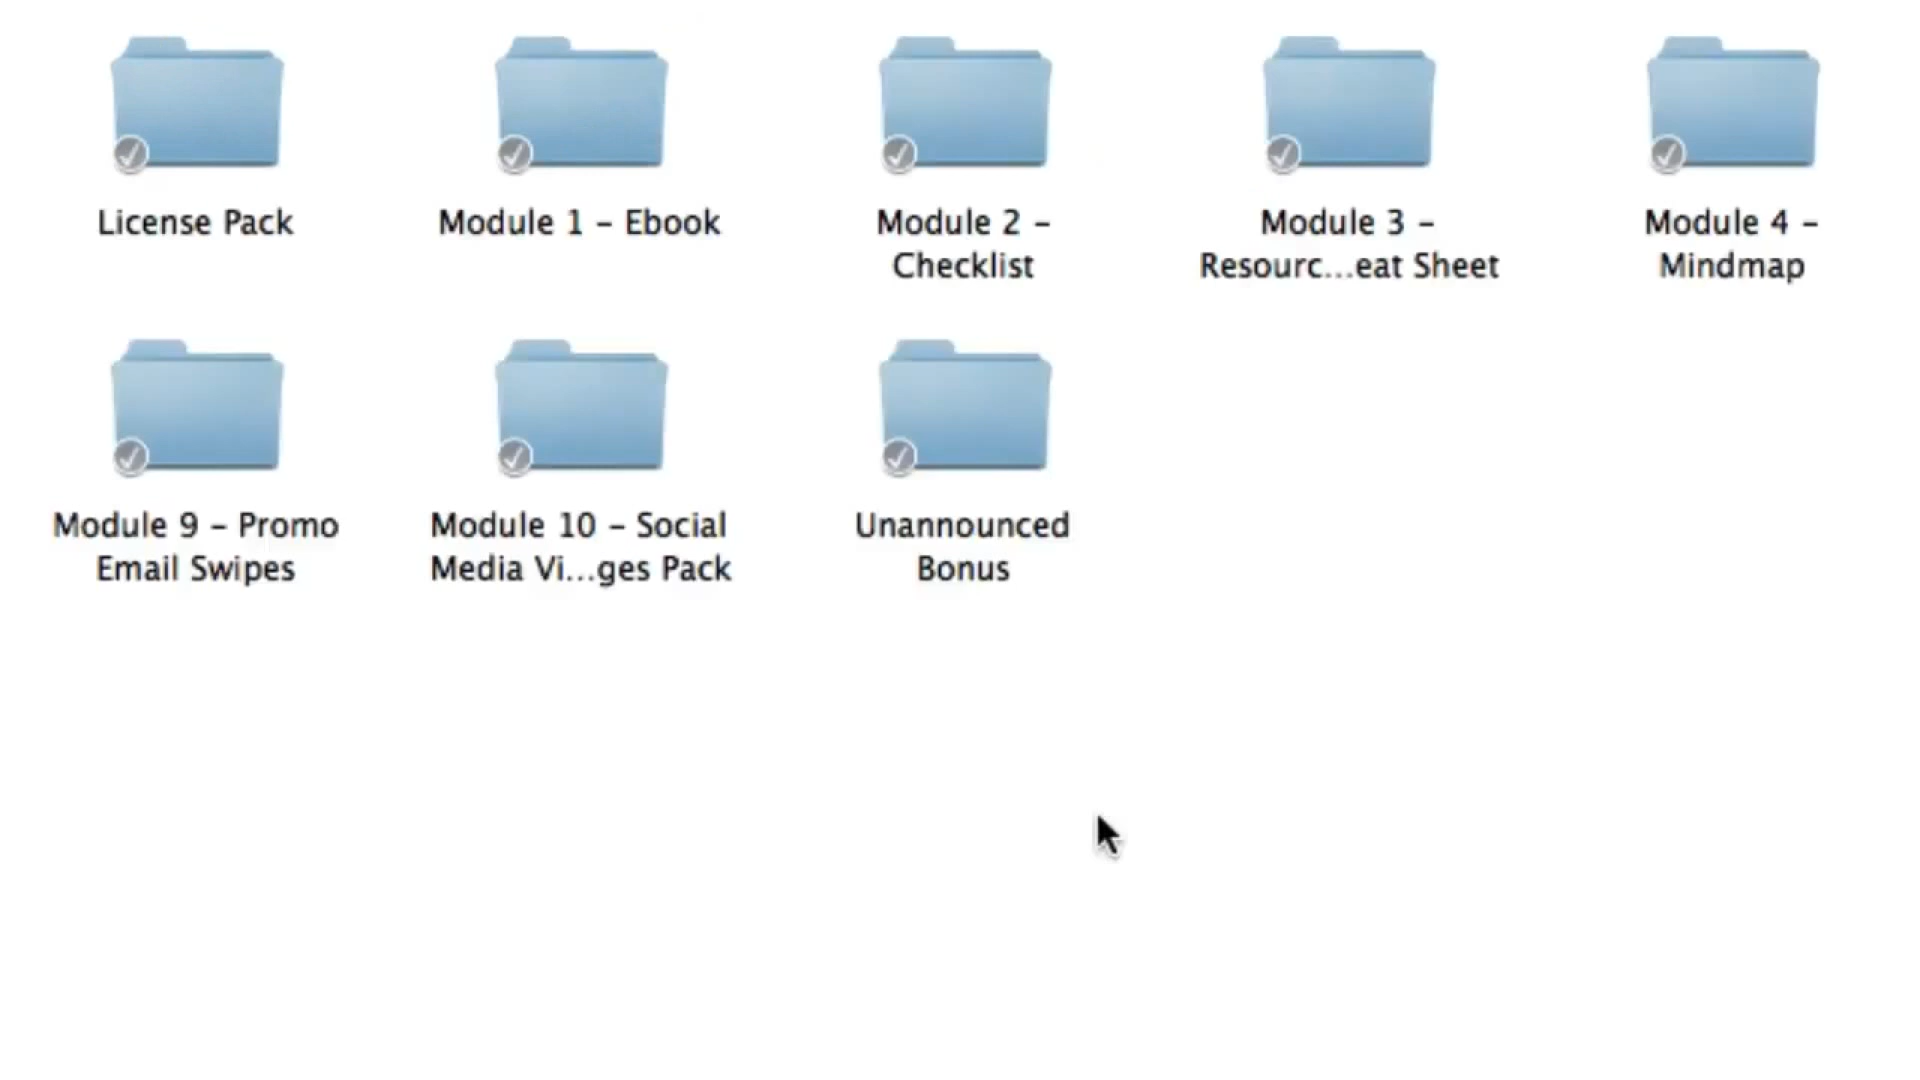 License Pack
Module 1 – Ebook
Module 2 –
Checklist
Module 3 –
Resourc...eat Sheet
Module 4 –
Mindmap
Module 9 – Promo
Email Swipes
Module 10 – Social
Media Vi...ges Pack
Unannounced
Bonus